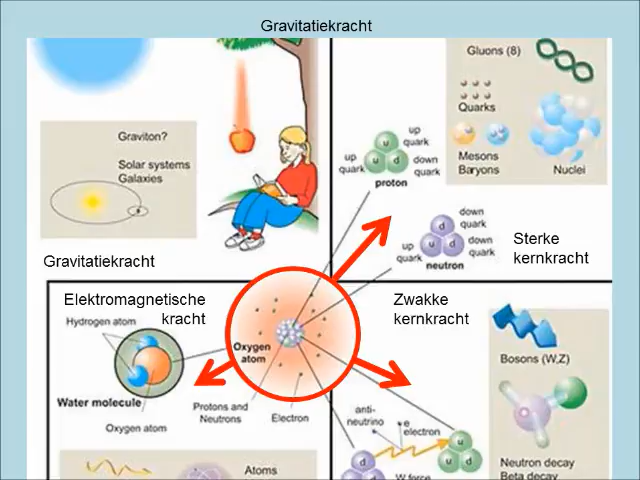 Gravitatiekracht
Graviton?
Solar systems
Galaxies
Gravitatiekracht
Gluons (8)
Quarks
Mesons
Baryons
Nuclei
up
quark
up
quark
u
u
d
down
quark
proton
down
quark
d
up
quark
u
d
down
quark
neutron
Sterke
kernkracht
Elektromagnetische
kracht
Hydrogen atom
Oxygen
atom
Water molecule
Oxygen atom
Protons and
Neutrons
Electron
Atoms
Zwakke
kernkracht
Bosons (W,Z)
anti-
neutrino
e
electron
u
u
d
d
W force
Neutron decay
Beta decay